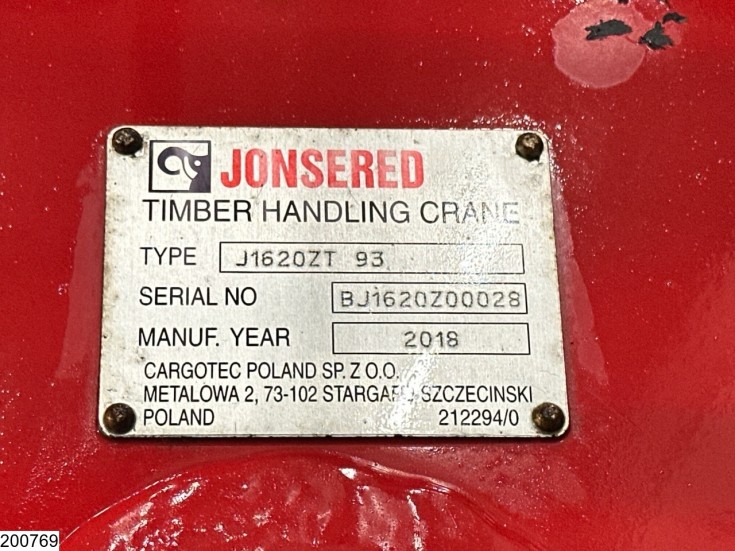 JONSERED
TIMBER HANDLING CRANE
TYPE J1620ZT 93
SERIAL NO BJ1620Z00028
MANUF. YEAR 2018
CARGOTEC POLAND SP. Z O.O.
METALOWA 2, 73-102 STARGARD SZCZECINSKI
POLAND 212294/0
200769